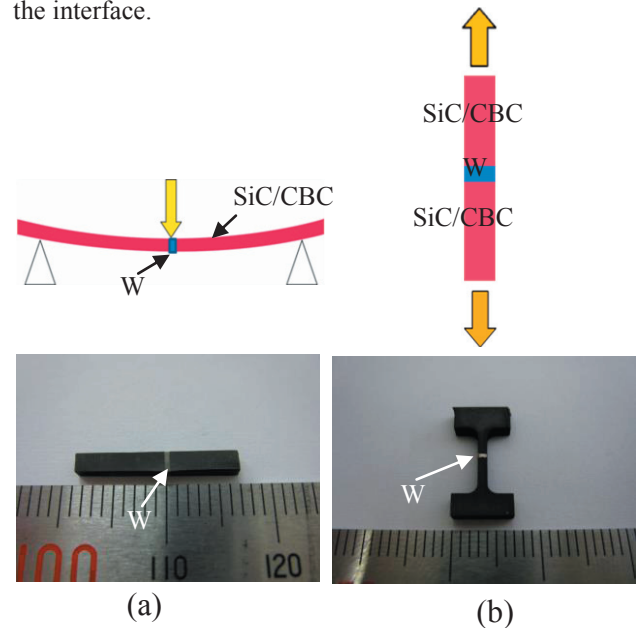 the interface.
SiC/CBC
W
SiC/CBC
W
SiC/CBC
W
W
100
110
120
(a)
(b)